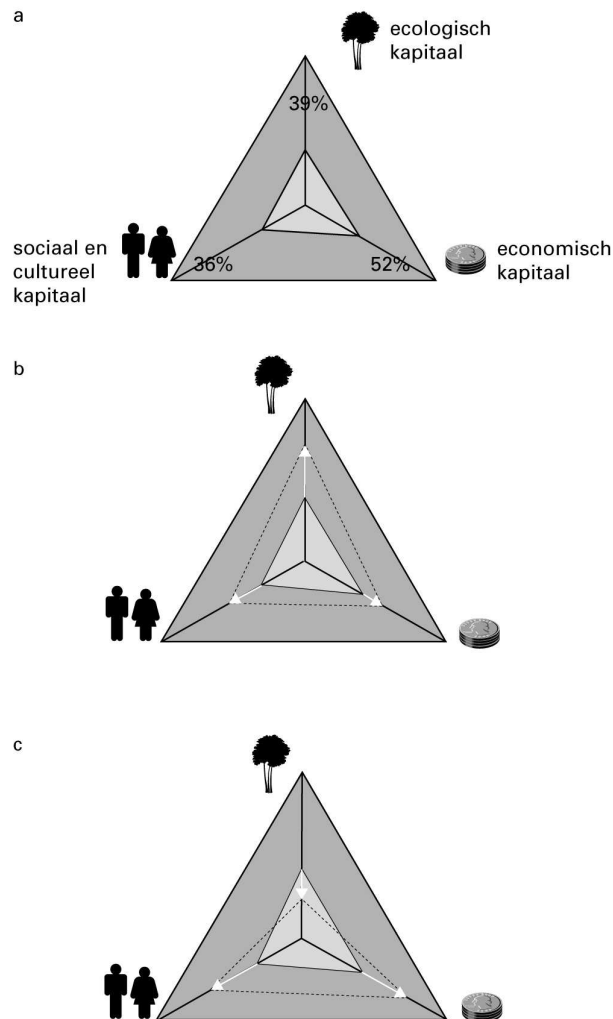 a
ecologisch
kapitaal
39%
sociaal en
cultureel
kapitaal
36%
52%
economisch
kapitaal
b
c